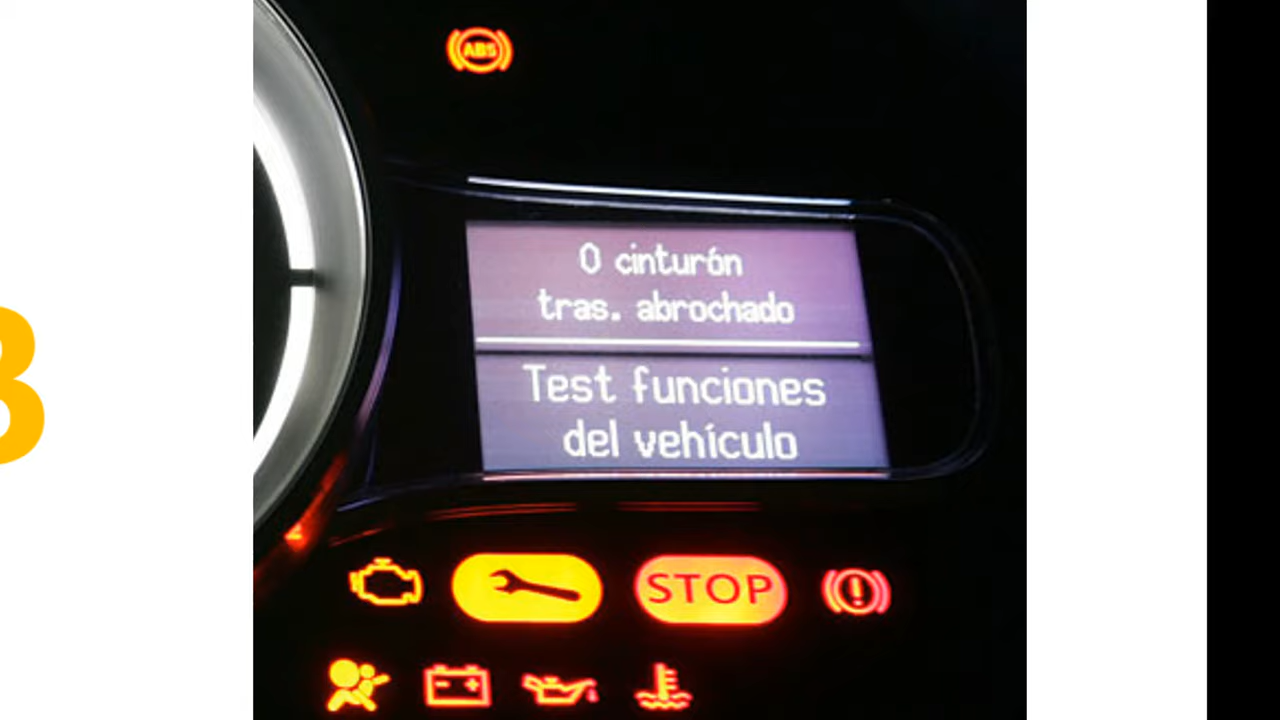 ABS
0 cinturón
tras. abrochado
Test funciones
del vehículo
STOP